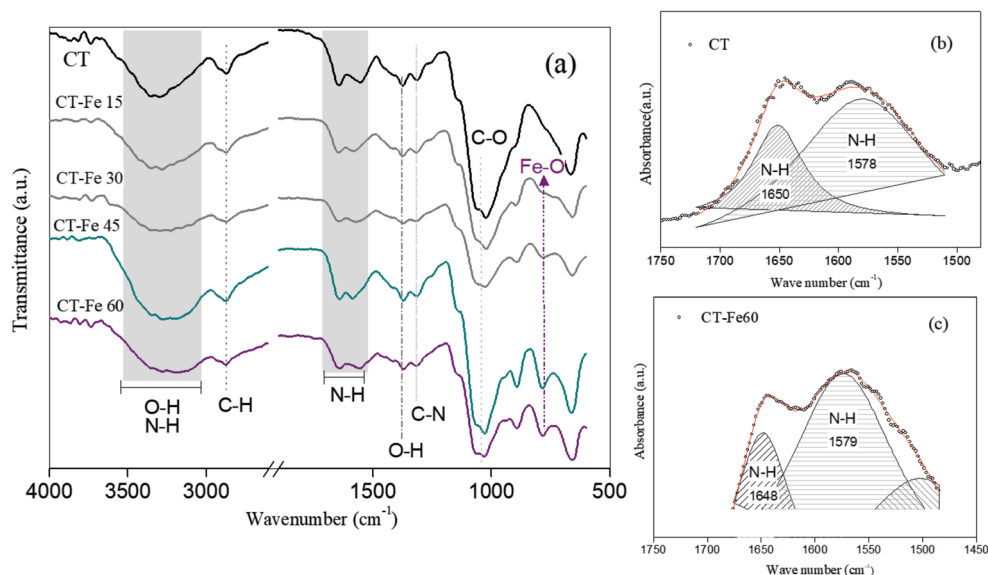 (a)
CT
CT-Fe 15
CT-Fe 30
CT-Fe 45
CT-Fe 60
C-O
Fe-O
O-H
N-H
C-H
N-H
O-H
C-N
Transmittance (a.u.)
4000 3500 3000 1500 1000 500
Wavenumber (cm⁻¹)
(b)
CT
N-H
1650
N-H
1578
Absorbance(a.u.)
1750 1700 1650 1600 1550 1500
Wave number (cm⁻¹)
(c)
CT-Fe60
N-H
1648
N-H
1579
Absorbance (a.u.)
1750 1700 1650 1600 1550 1500 1450
Wave number (cm⁻¹)